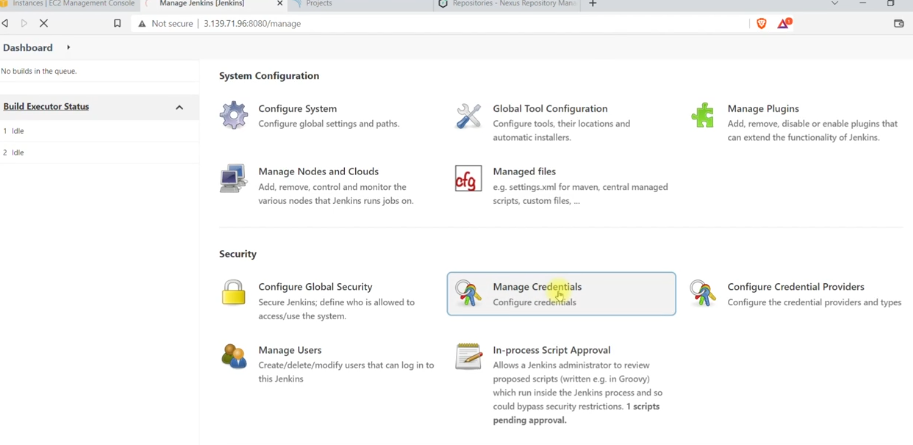 Instances | EC2 Management Console
Manage Jenkins [Jenkins]
Projects
Repositories - Nexus Repository Man
Not secure | 3.139.71.96:8080/manage
Dashboard
No builds in the queue.
Build Executor Status
1 Idle
2 Idle
System Configuration
Configure System
Configure global settings and paths.
Global Tool Configuration
Configure tools, their locations and
automatic installers.
Manage Plugins
Add, remove, disable or enable plugins that
can extend the functionality of Jenkins.
Manage Nodes and Clouds
Add, remove, control and monitor the
various nodes that Jenkins runs jobs on.
cfg
Managed files
e.g. settings.xml for maven, central managed
scripts, custom files, ...
Security
Configure Global Security
Secure Jenkins; define who is allowed to
access/use the system.
Manage Credentials
Configure credentials
Configure Credential Providers
Configure the credential providers and types
Manage Users
Create/delete/modify users that can log in to
this Jenkins
In-process Script Approval
Allows a Jenkins administrator to review
proposed scripts (written e.g. in Groovy)
which run inside the Jenkins process and so
could bypass security restrictions. 1 scripts
pending approval.